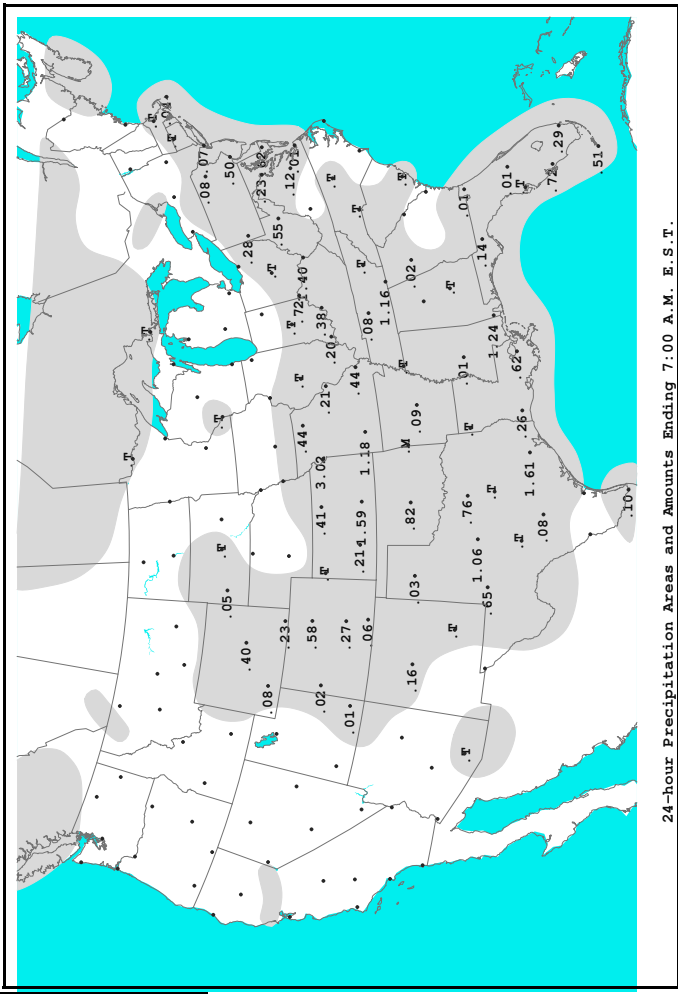 T
T
T
T
.07
.08
T
T
.05
.50
.40
.28
.23
.62
.08
T
.55
.23
.12
T
.01
.72
T
.44
1.40
.58
.02
3.02
.41
.38
T
.21
.20
T
.27
.01
.44
T
.21
1.59
T
1.18
.06
.08
1.16
T
T
M
.82
.02
.16
.03
.09
T
T
.01
.01
T
.76
T
1.06
.14
.65
T
1.24
.01
.62
T
T
.26
1.61
.08
.72
.29
.51
.10
24-hour Precipitation Areas and Amounts Ending 7:00 A.M. E.S.T.